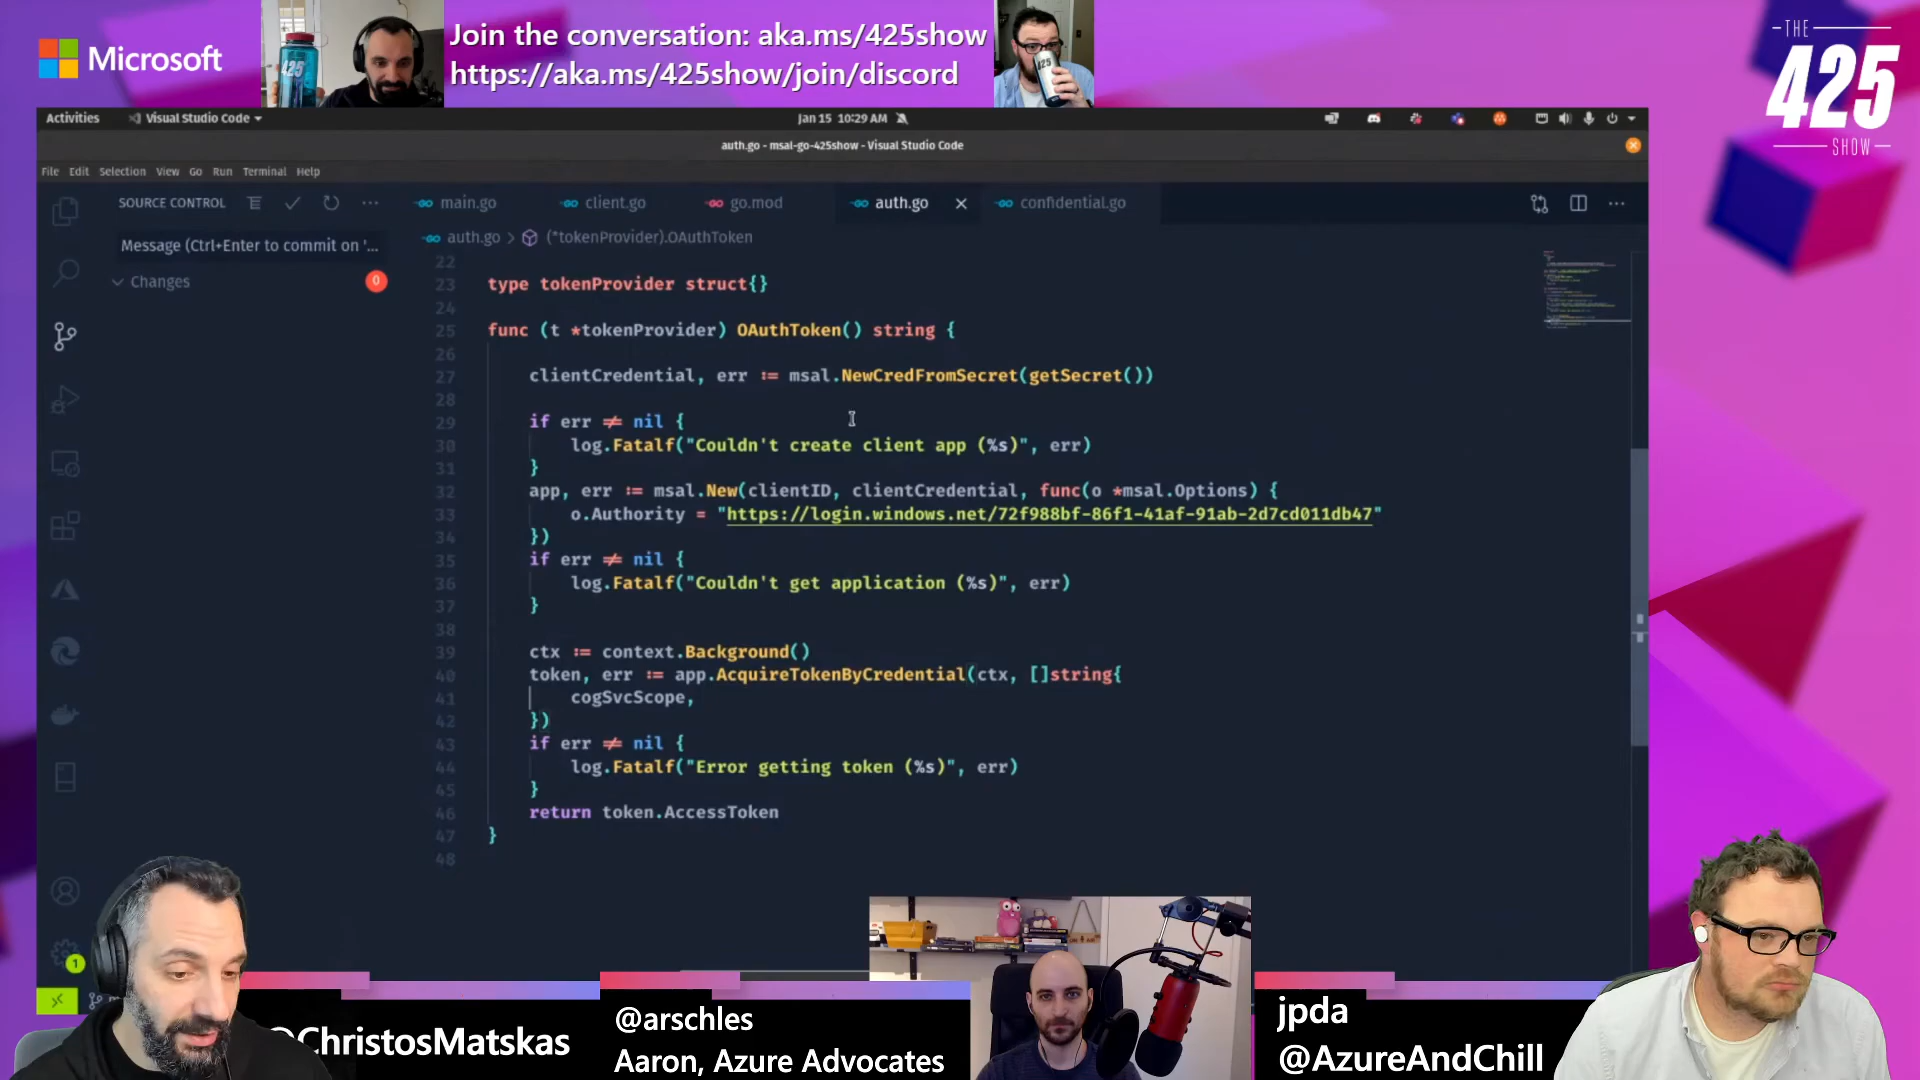 Microsoft
425
Join the conversation: aka.ms/425show
https://aka.ms/425show/join/discord
425
THE
425
SHOW
Activities
Visual Studio Code
Jan 15 10:29 AM
auth.go - msal-go-425show - Visual Studio Code
File Edit Selection View Go Run Terminal Help
SOURCE CONTROL
main.go
client.go
go.mod
auth.go
confidential.go
Message (Ctrl+Enter to commit on '...
auth.go > (*tokenProvider).OAuthToken
Changes
0
22
23 type tokenProvider struct{}
24
25 func (t *tokenProvider) OAuthToken() string {
26
27 clientCredential, err := msal.NewCredFromSecret(getSecret())
28
29 if err ≠ nil {
30 log.Fatalf("Couldn't create client app (%s)", err)
31 }
32 app, err := msal.New(clientID, clientCredential, func(o *msal.Options) {
33 o.Authority = "https://login.windows.net/72f988bf-86f1-41af-91ab-2d7cd011db47"
34 })
35 if err ≠ nil {
36 log.Fatalf("Couldn't get application (%s)", err)
37 }
38
39 ctx := context.Background()
40 token, err := app.AcquireTokenByCredential(ctx, []string{
41 cogSvcScope,
42 })
43 if err ≠ nil {
44 log.Fatalf("Error getting token (%s)", err)
45 }
46 return token.AccessToken
47 }
48
1
@ChristosMatskas
@arschles
Aaron, Azure Advocates
jpda
@AzureAndChill